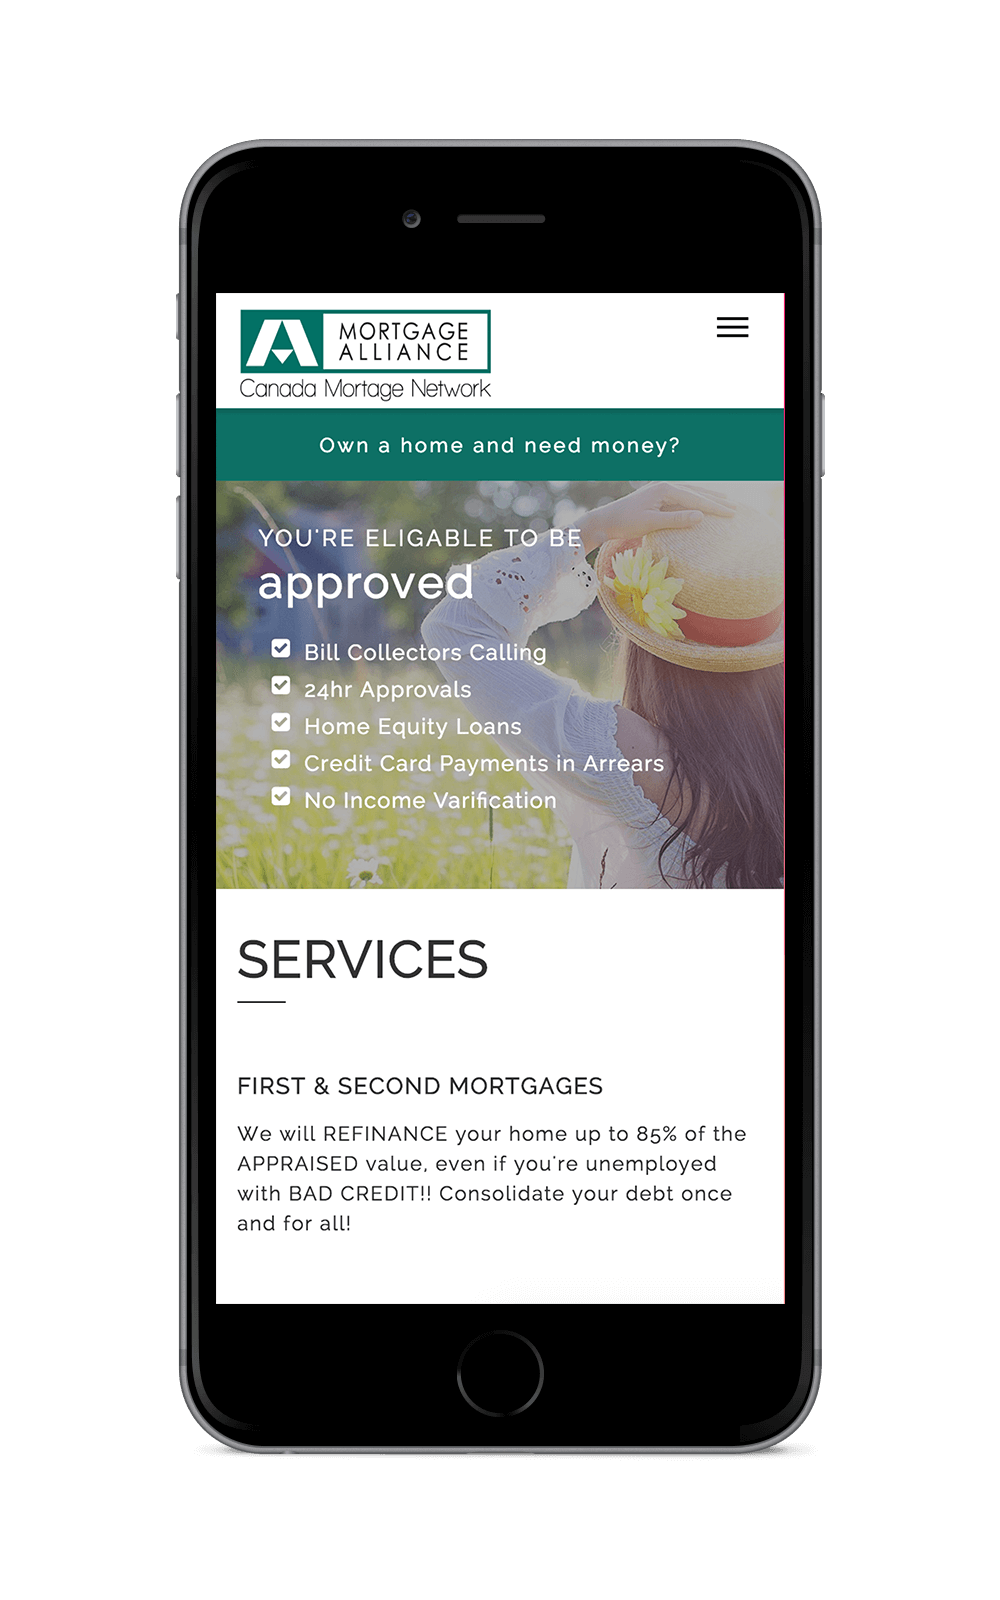 MORTGAGE
ALLIANCE
Canada Mortage Network
Own a home and need money?
YOU'RE ELIGABLE TO BE
approved
Bill Collectors Calling
24hr Approvals
Home Equity Loans
Credit Card Payments in Arrears
No Income Varification
SERVICES
FIRST & SECOND MORTGAGES
We will REFINANCE your home up to 85% of the
APPRAISED value, even if you're unemployed
with BAD CREDIT!! Consolidate your debt once
and for all!